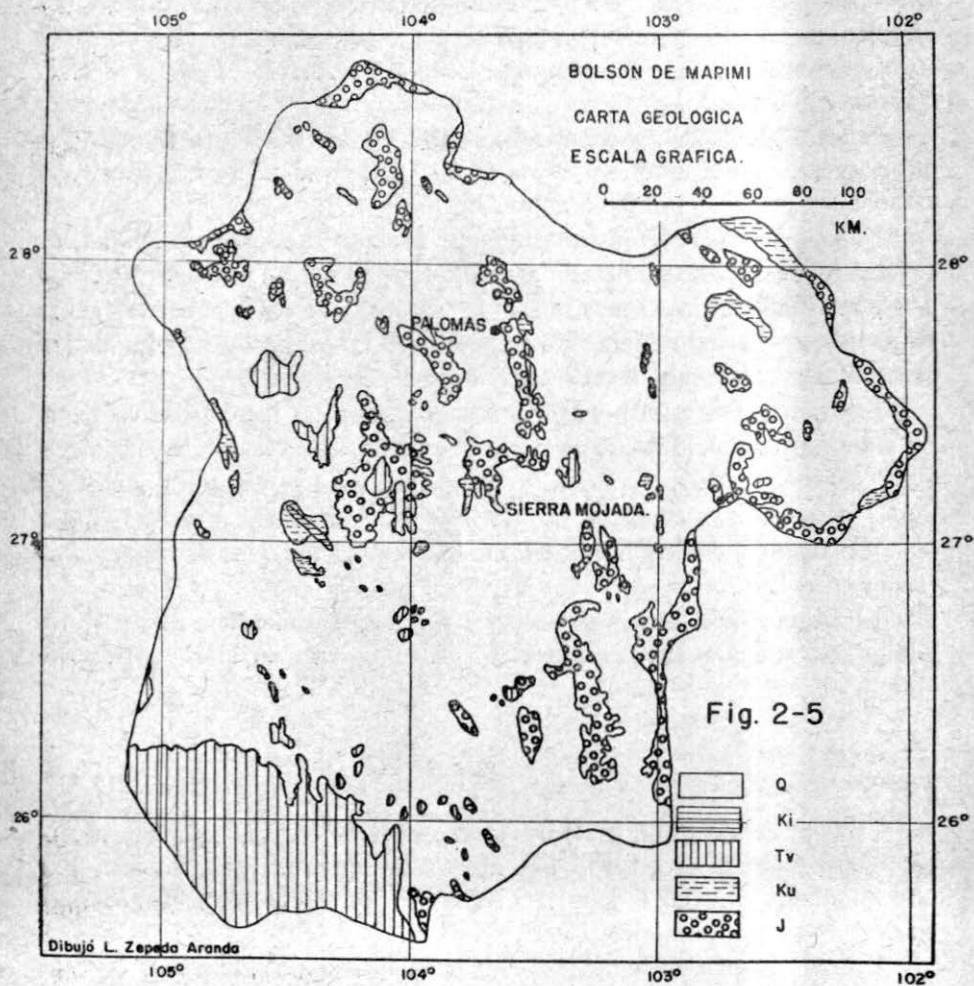 105° 104° 103° 102°
BOLSON DE MAPIMI
CARTA GEOLOGICA
ESCALA GRAFICA.
0 20 40 60 80 100
KM.
28° 28°
PALOMAS
SIERRA MOJADA.
27° 27°
Fig. 2-5
Q
26° Ki 26°
Tv
Ku
J
Dibujó L. Zepeda Aranda
105° 104° 103° 102°